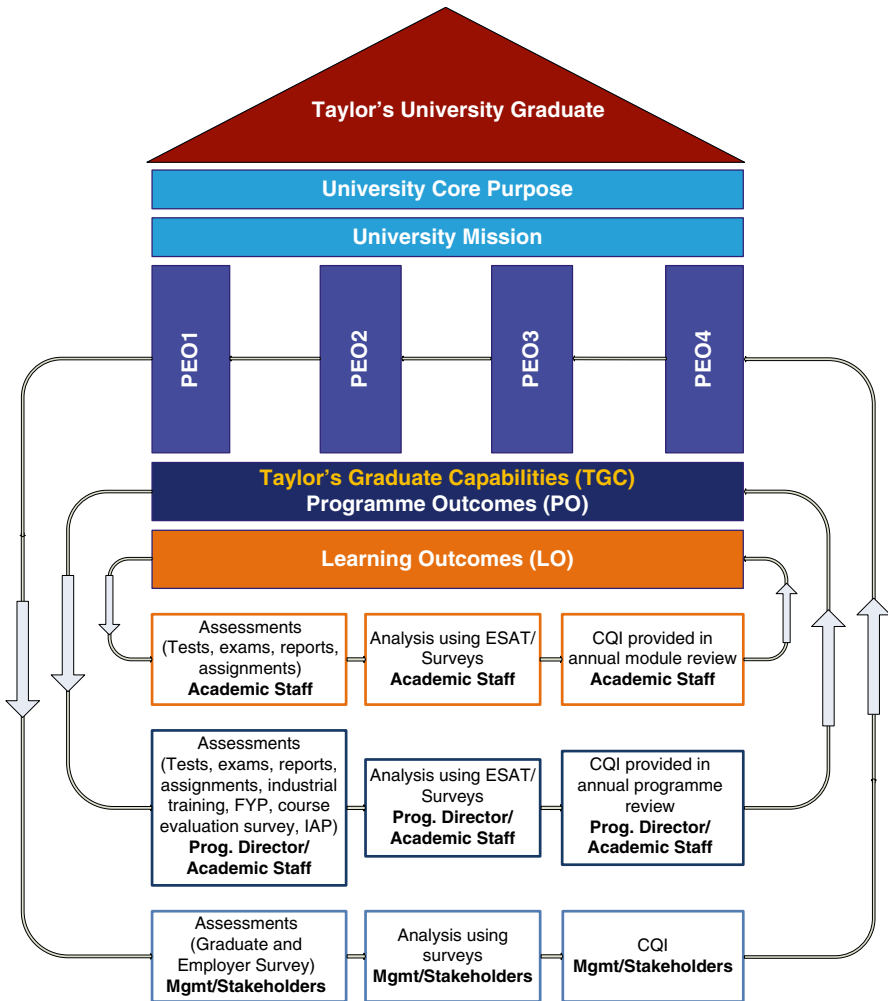 Taylor's University Graduate
University Core Purpose
University Mission
PEO1
PEO2
PEO3
PEO4
Taylor's Graduate Capabilities (TGC)
Programme Outcomes (PO)
Learning Outcomes (LO)
Assessments
(Tests, exams, reports,
assignments)
Academic Staff
Analysis using ESAT/
Surveys
Academic Staff
CQI provided in
annual module review
Academic Staff
Assessments
(Tests, exams, reports,
assignments, industrial
training, FYP, course
evaluation survey, IAP)
Prog. Director/
Academic Staff
Analysis using ESAT/
Surveys
Prog. Director/
Academic Staff
CQI provided in
annual programme
review
Prog. Director/
Academic Staff
Assessments
(Graduate and
Employer Survey)
Mgmt/Stakeholders
Analysis using
surveys
Mgmt/Stakeholders
CQI
Mgmt/Stakeholders